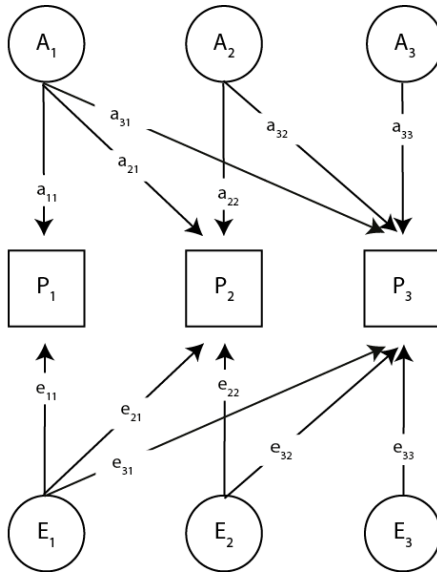 A₁ A₂ A₃
a₃₁ a₃₂ a₃₃
a₂₁
a₁₁ a₂₂
P₁ P₂ P₃
e₁₁ e₂₂
e₂₁
e₃₁ e₃₂ e₃₃
E₁ E₂ E₃